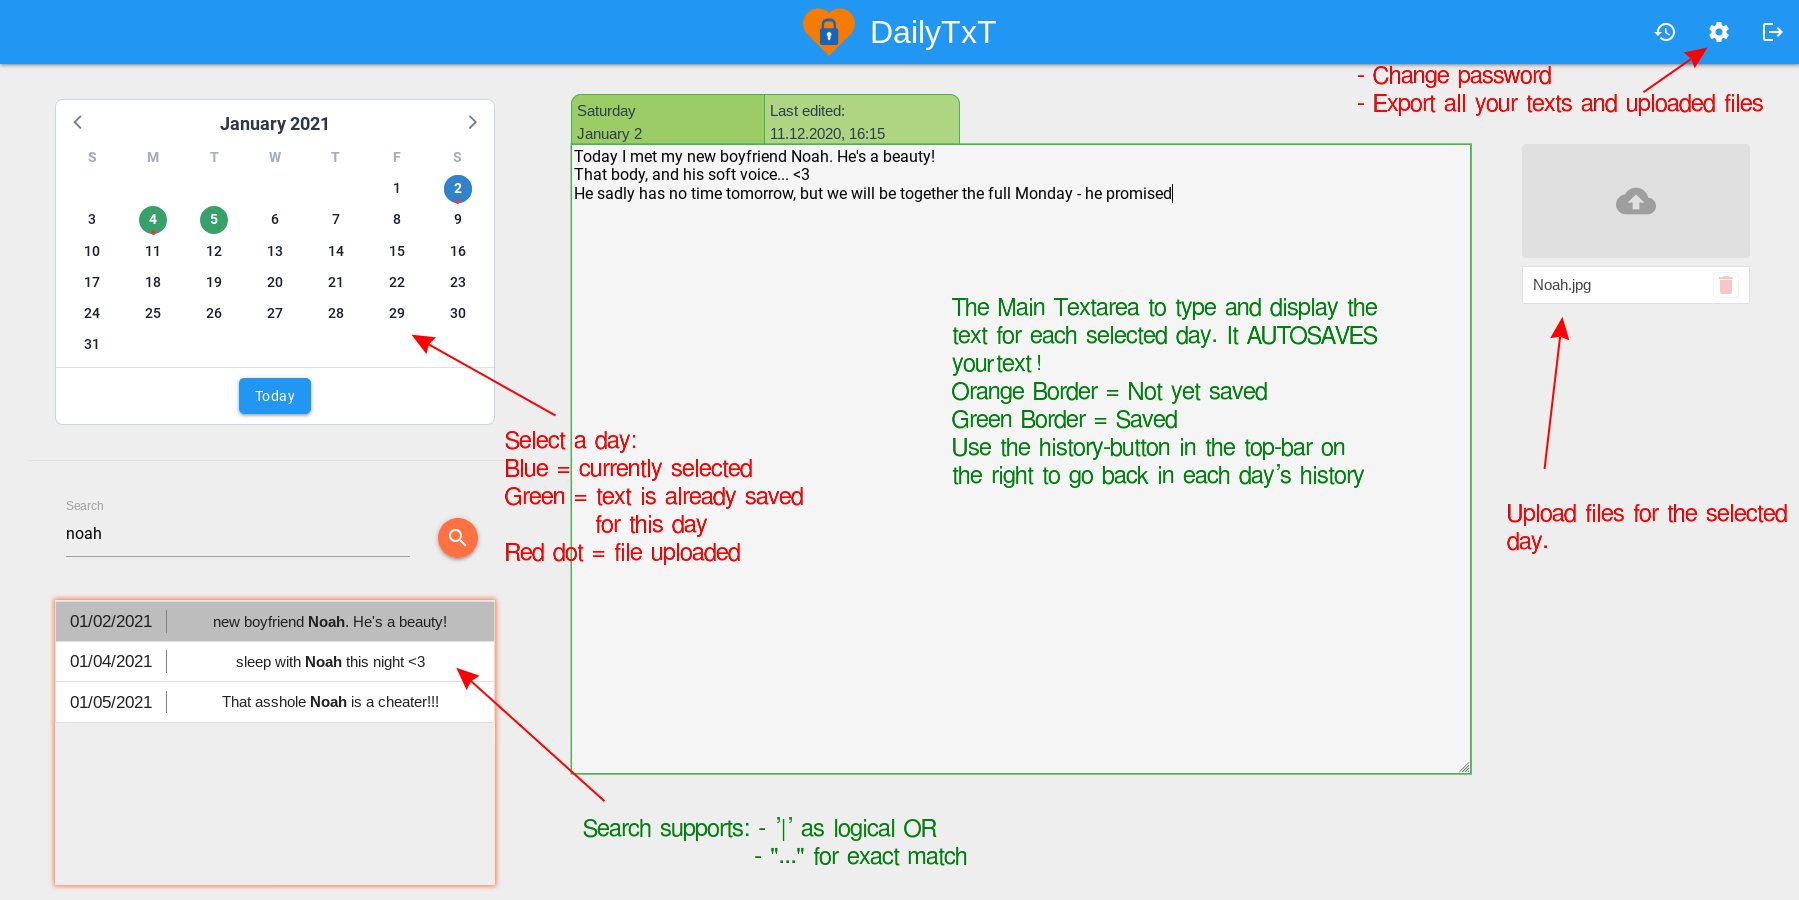 DailyTxT
- Change password
- Export all your texts and uploaded files
January 2021
S M T W T F S
1 2
3 4 5 6 7 8 9
10 11 12 13 14 15 16
17 18 19 20 21 22 23
24 25 26 27 28 29 30
31
Today
Saturday
January 2
Last edited:
11.12.2020, 16:15
Today I met my new boyfriend Noah. He's a beauty!
That body, and his soft voice... <3
He sadly has no time tomorrow, but we will be together the full Monday - he promised
The Main Textarea to type and display the
text for each selected day. It AUTOSAVES
your text !
Orange Border = Not yet saved
Green Border = Saved
Use the history-button in the top-bar on
the right to go back in each day's history
Noah.jpg
Upload files for the selected
day.
Select a day:
Blue = currently selected
Green = text is already saved
for this day
Red dot = file uploaded
Search
noah
01/02/2021 new boyfriend Noah. He's a beauty!
01/04/2021 sleep with Noah this night <3
01/05/2021 That asshole Noah is a cheater!!!
Search supports: - '|' as logical OR
- "..." for exact match